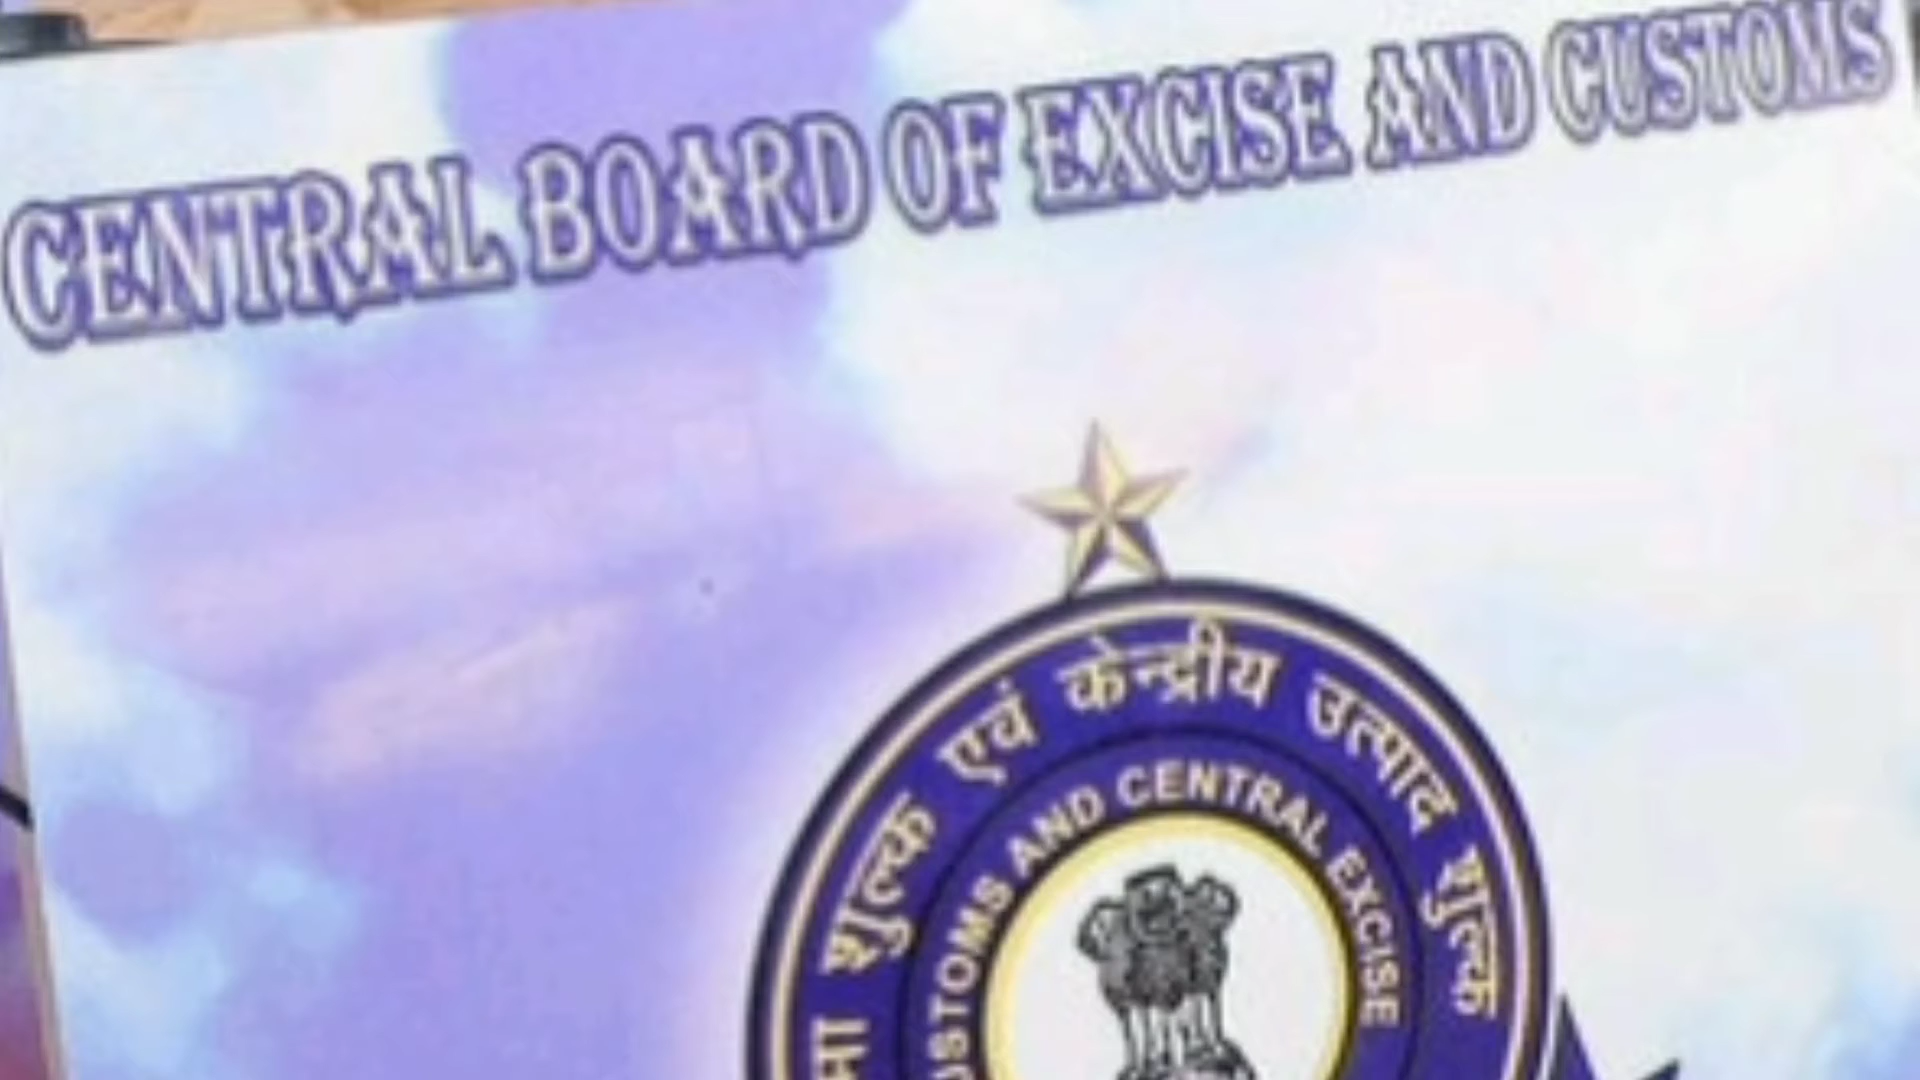 CENTRAL BOARD OF EXCISE AND CUSTOMS
शुल्क एवं केन्द्रीय उत्पाद शुल्क
CUSTOMS AND CENTRAL EXCISE